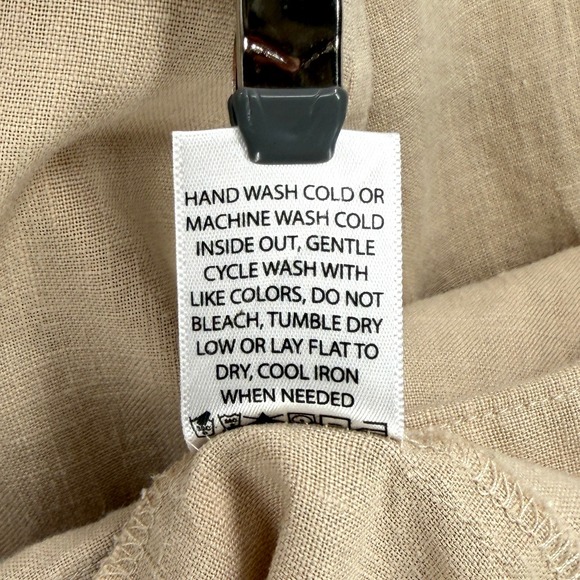 HAND WASH COLD OR
MACHINE WASH COLD
INSIDE OUT, GENTLE
CYCLE WASH WITH
LIKE COLORS, DO NOT
BLEACH, TUMBLE DRY
LOW OR LAY FLAT TO
DRY, COOL IRON
WHEN NEEDED